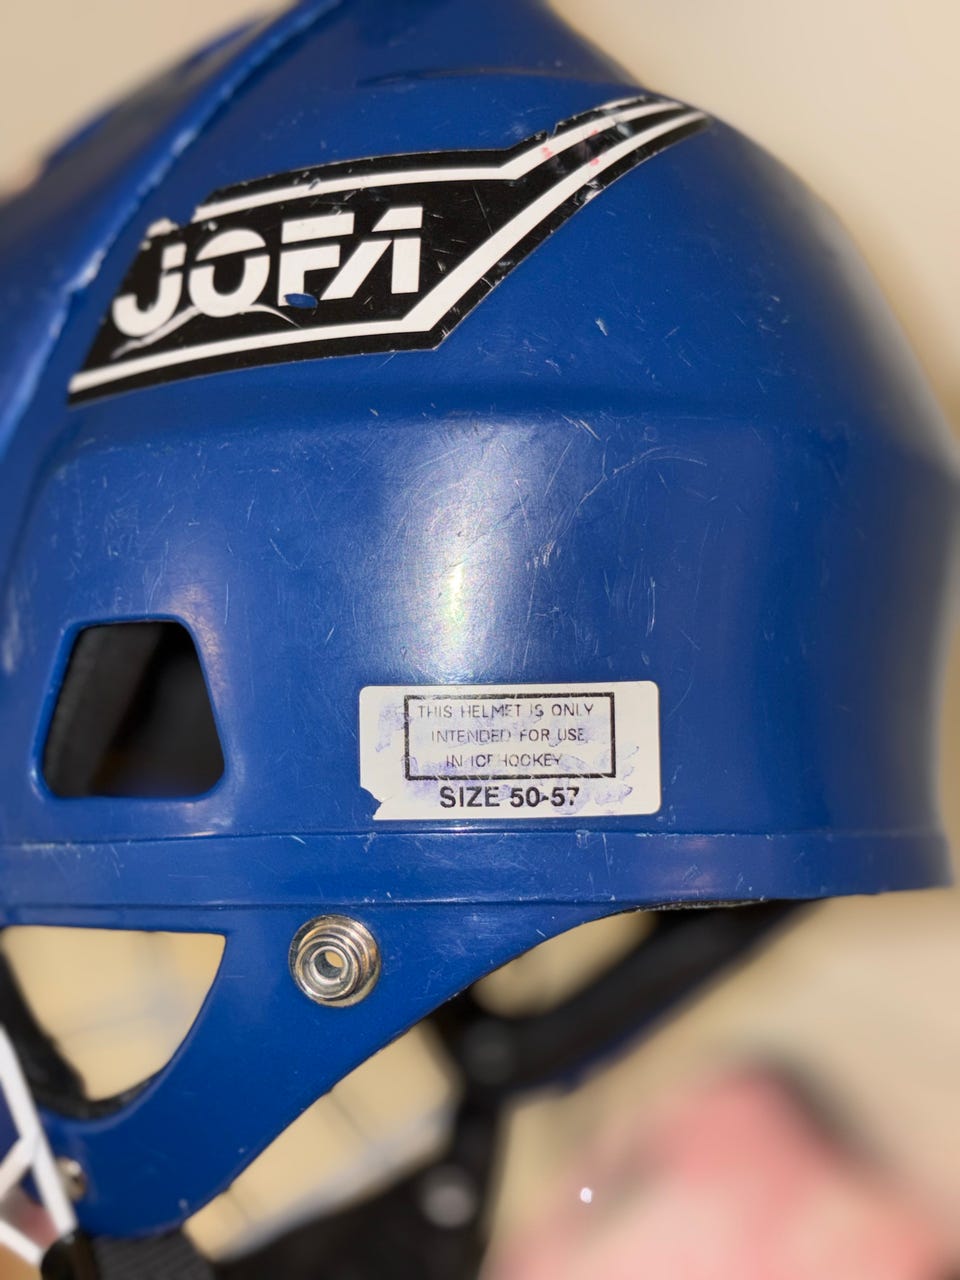 JOFA
THIS HELMET IS ONLY
INTENDED FOR USE
IN ICE HOCKEY
SIZE 50-57